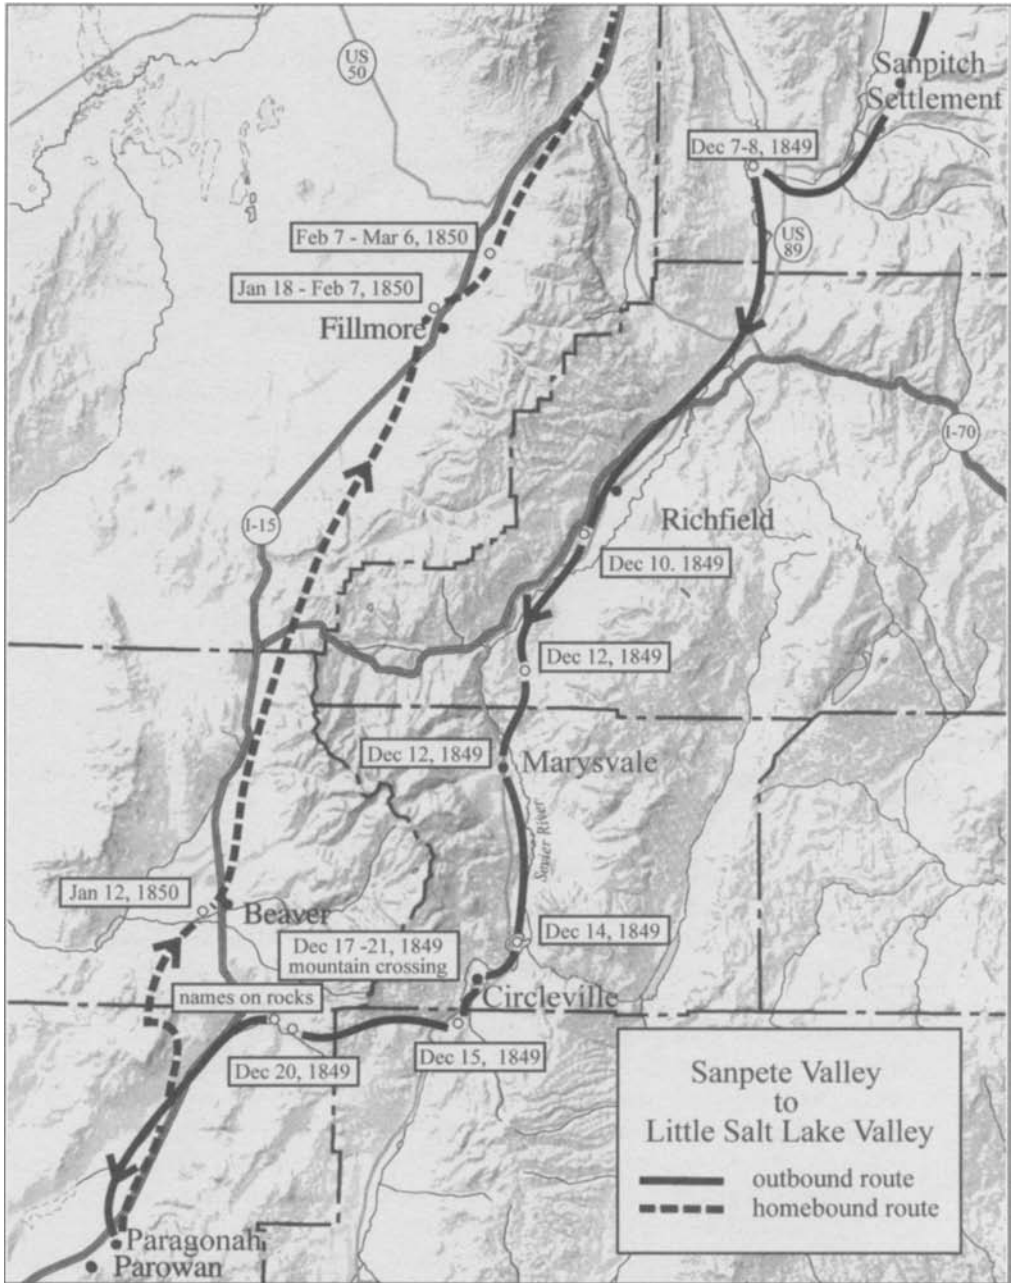 US
50
Sanpitch
Settlement
Dec 7-8, 1849
US
89
Feb 7 - Mar 6, 1850
Jan 18 - Feb 7, 1850
Fillmore
I-70
I-15
Richfield
Dec 10. 1849
Dec 12, 1849
Dec 12, 1849
Marysvale
Sevier River
Jan 12, 1850
Beaver
Dec 14, 1849
Dec 17 -21, 1849
mountain crossing
names on rocks
Circleville
Dec 15, 1849
Dec 20, 1849
Sanpete Valley
to
Little Salt Lake Valley
outbound route
homebound route
Paragonah
Parowan